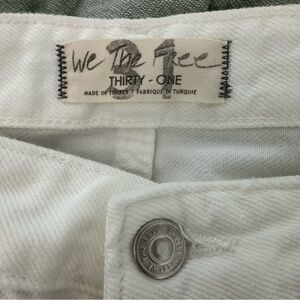 We The Free
31
THIRTY - ONE
MADE IN TURKEY / FABRIQUE EN TURQUIE